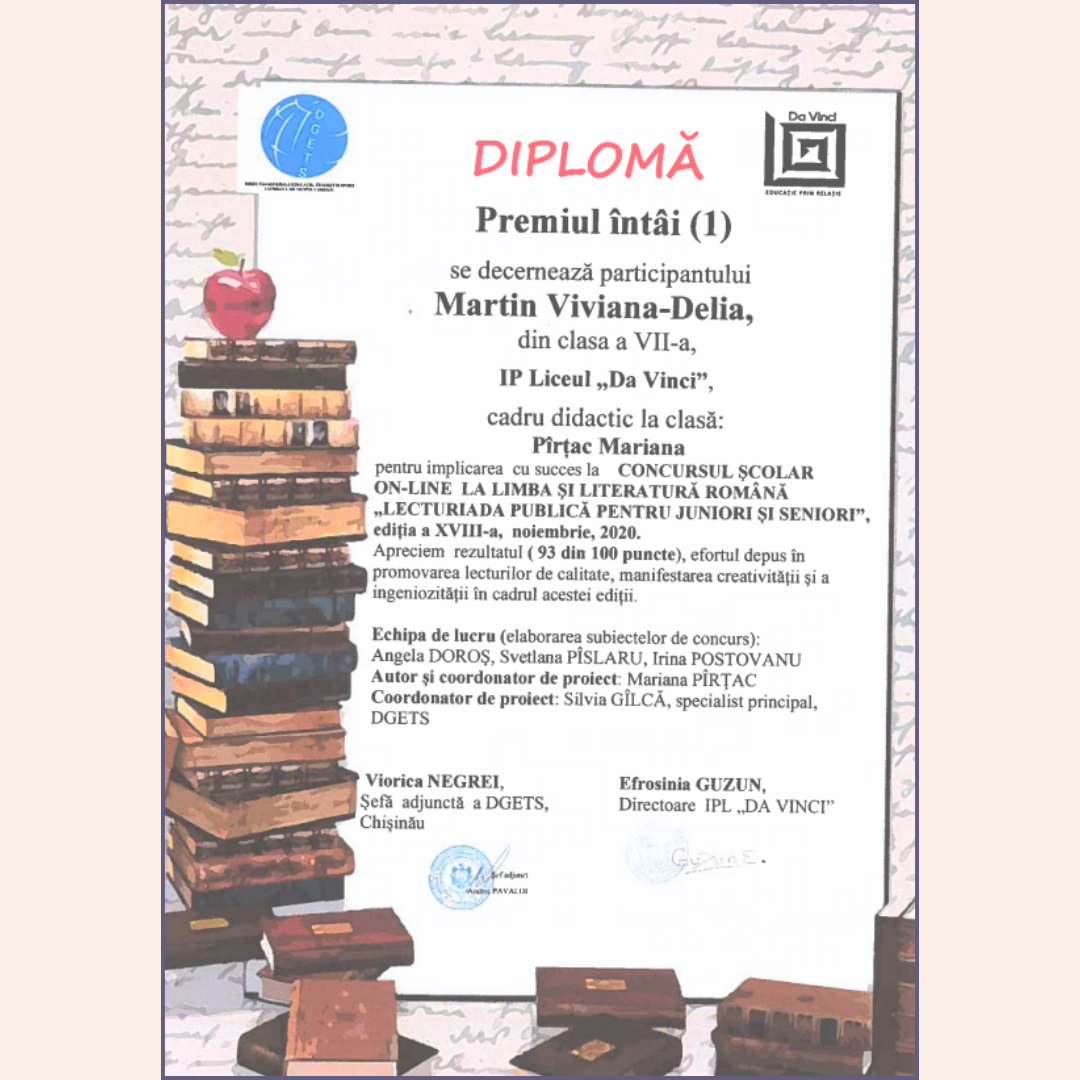 DGETS
Da Vinci
EDUCAȚIE PRIN RELAȚIE
DIPLOMĂ
Premiul întâi (1)
se decernează participantului
Martin Viviana-Delia,
din clasa a VII-a,
IP Liceul „Da Vinci”,
cadru didactic la clasă:
Pîrțac Mariana
pentru implicarea cu succes la CONCURSUL ȘCOLAR
ON-LINE LA LIMBA ȘI LITERATURĂ ROMÂNĂ
„LECTURIADA PUBLICĂ PENTRU JUNIORI ȘI SENIORI”,
ediția a XVIII-a, noiembrie, 2020.
Apreciem rezultatul ( 93 din 100 puncte), efortul depus în
promovarea lecturilor de calitate, manifestarea creativității și a
ingeniozității în cadrul acestei ediții.
Echipa de lucru (elaborarea subiectelor de concurs):
Angela DOROȘ, Svetlana PÎSLARU, Irina POSTOVANU
Autor și coordonator de proiect: Mariana PÎRȚAC
Coordonator de proiect: Silvia GÎLCĂ, specialist principal,
DGETS
Viorica NEGREI,
Șefă adjunctă a DGETS,
Chișinău
Efrosinia GUZUN,
Directoare IPL „DA VINCI”
Șef adjunct
Andrei PAVALOI
Guzun E.